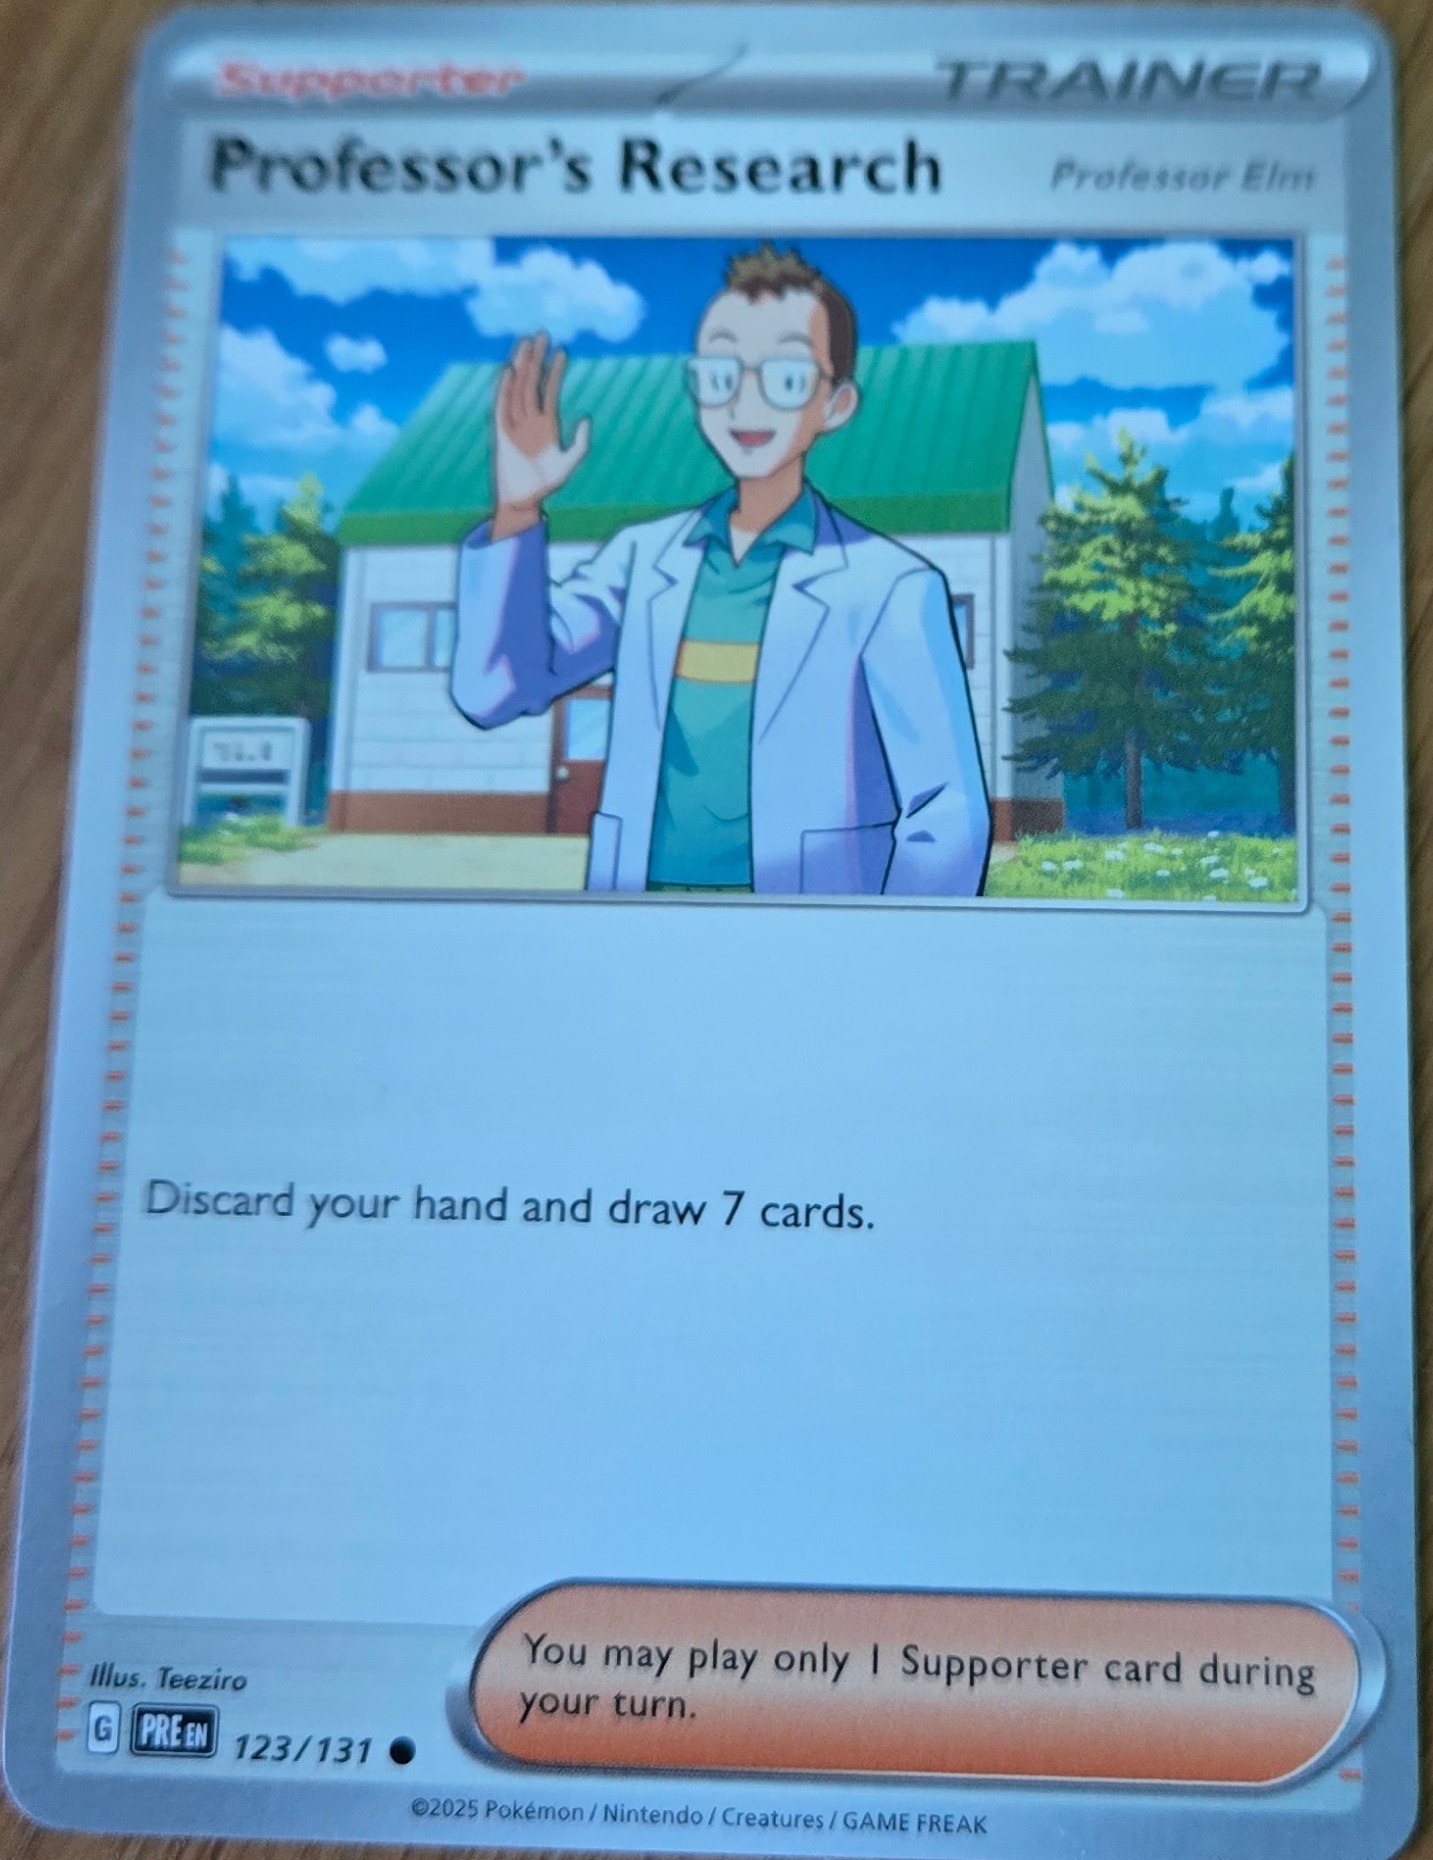 Supporter TRAINER
Professor's Research Professor Elm
Discard your hand and draw 7 cards.
You may play only 1 Supporter card during
your turn.
Illus. Teeziro
G PRE EN 123/131
©2025 Pokémon / Nintendo / Creatures / GAME FREAK